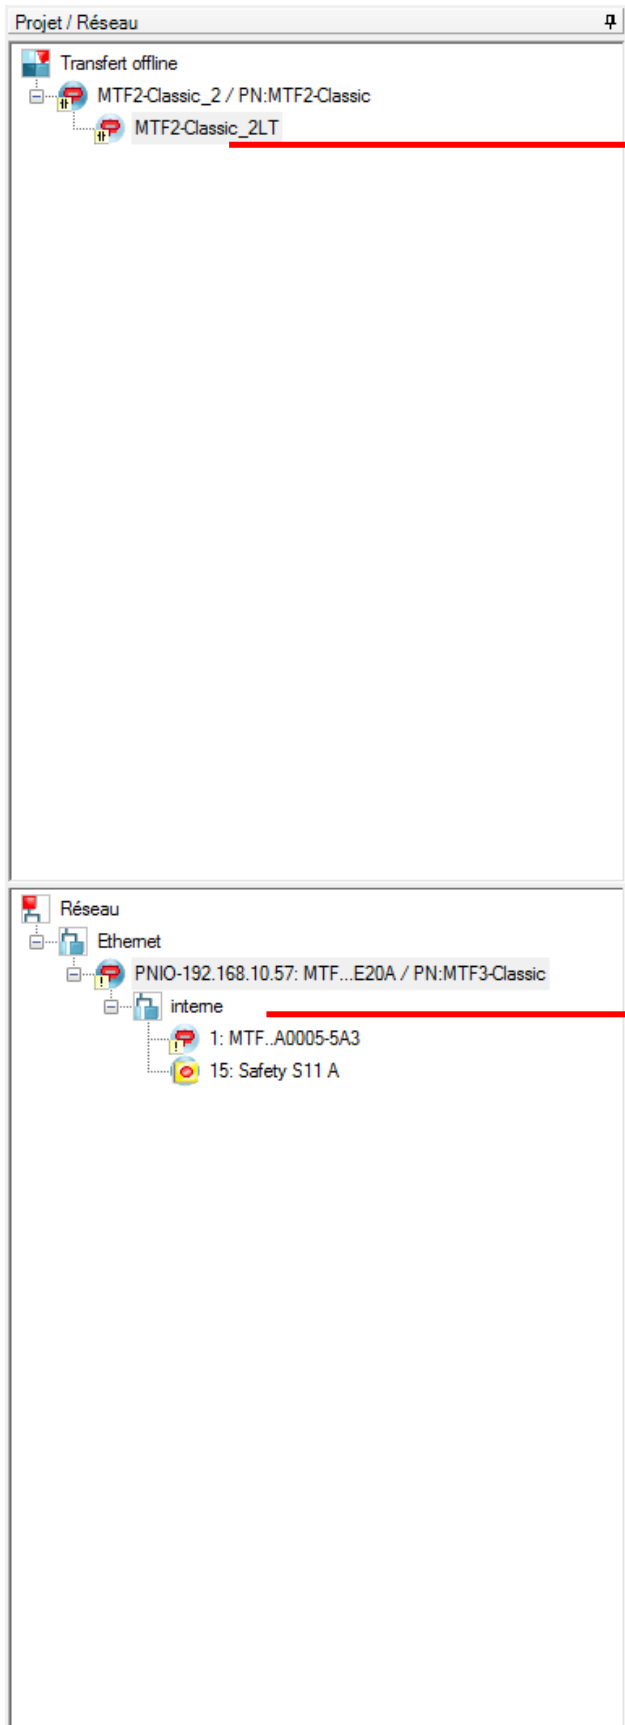 Projet / Réseau
Transfert offline
MTF2-Classic_2 / PN:MTF2-Classic
MTF2-Classic_2LT
Réseau
Ethernet
PNIO-192.168.10.57: MTF...E20A / PN:MTF3-Classic
interne
1: MTF..A0005-5A3
15: Safety S11 A